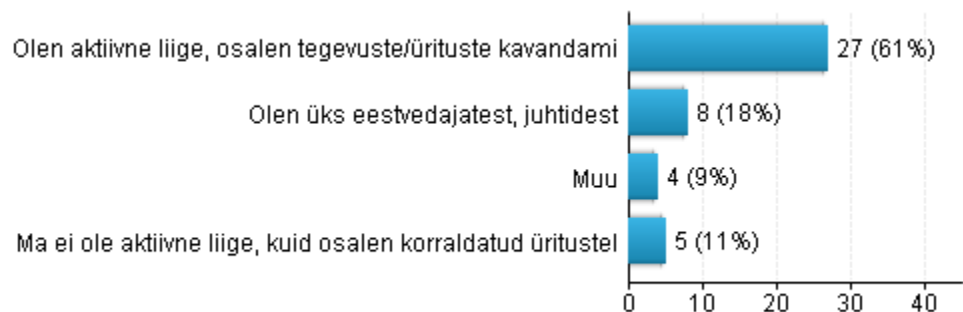 Olen aktiivne liige, osalen tegevuste/ürituste kavandami 27 (61%)
Olen üks eestvedajatest, juhtidest 8 (18%)
Muu 4 (9%)
Ma ei ole aktiivne liige, kuid osalen korraldatud üritustel 5 (11%)
0 10 20 30 40